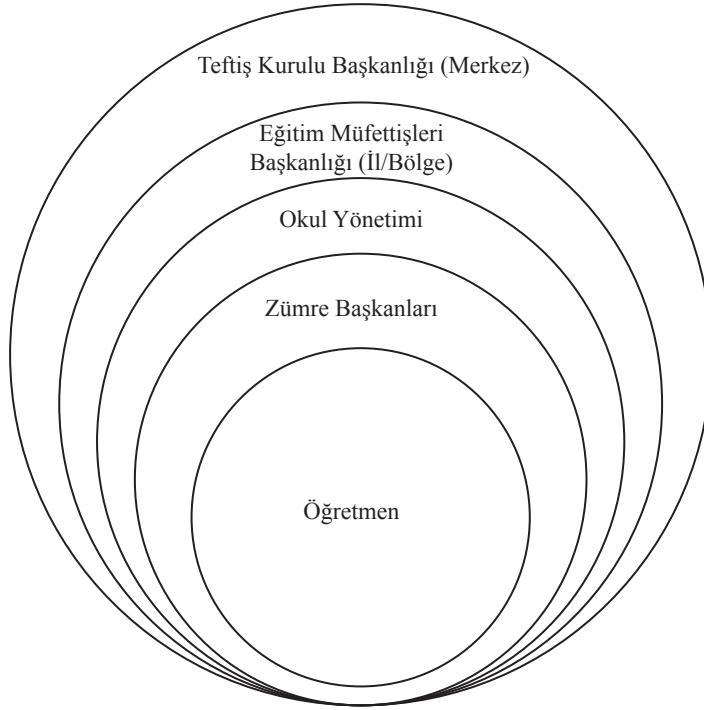 Teftiş Kurulu Başkanlığı (Merkez)
Eğitim Müfettişleri
Başkanlığı (İl/Bölge)
Okul Yönetimi
Zümre Başkanları
Öğretmen